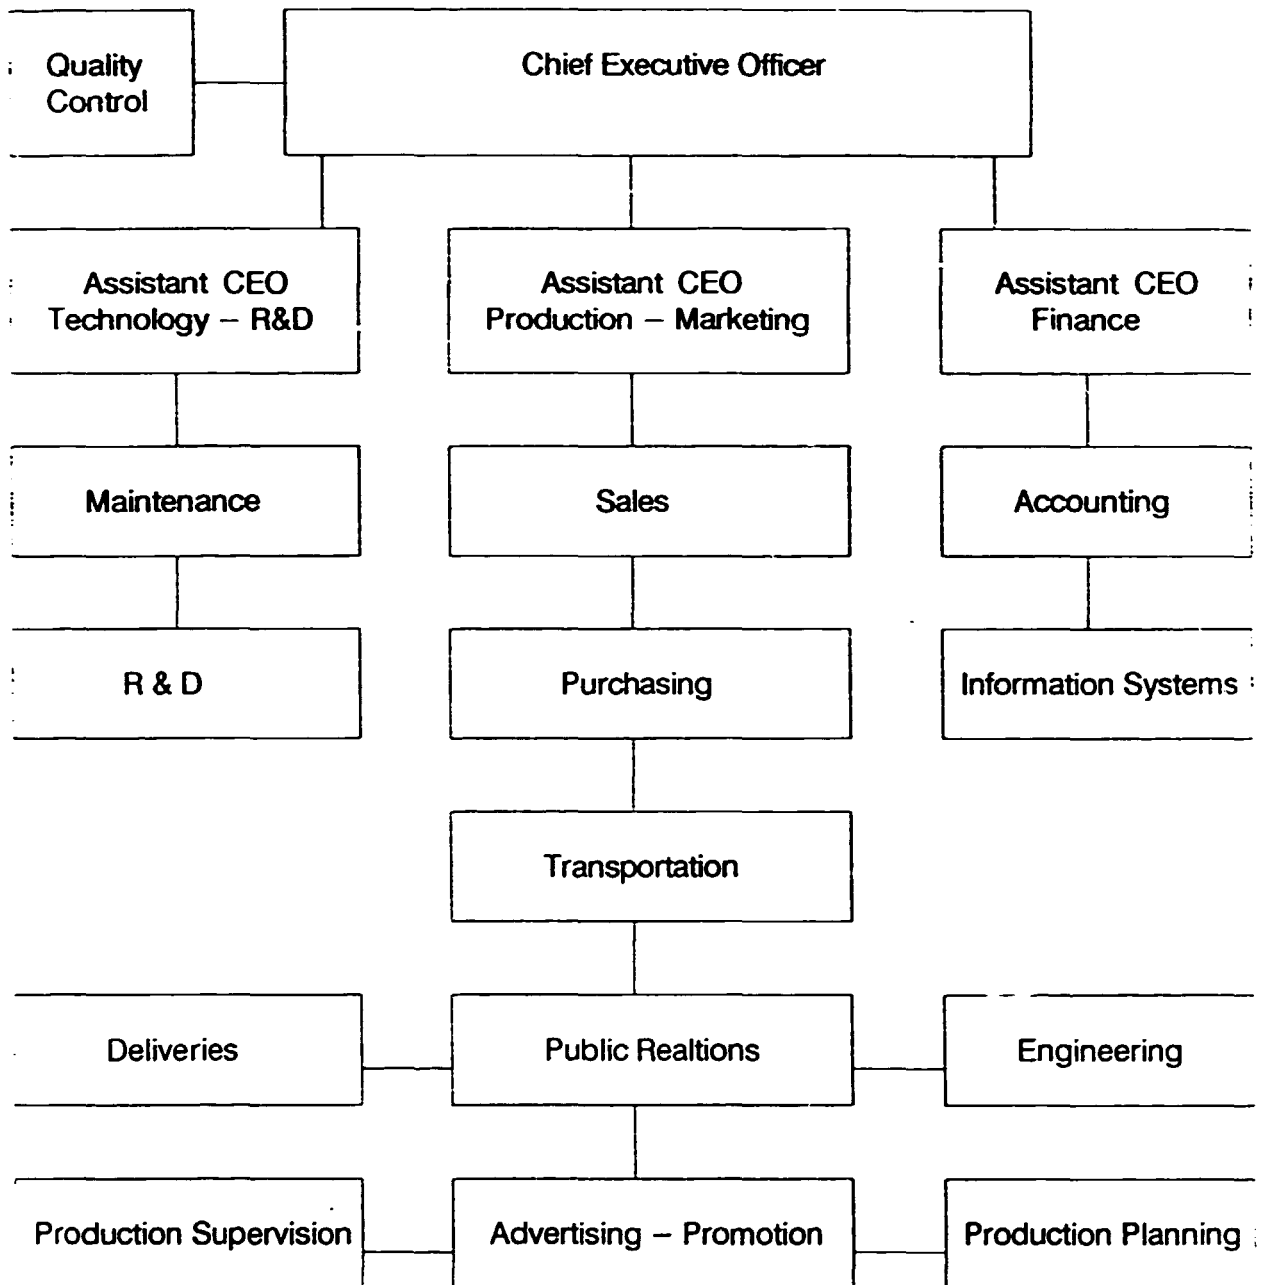 Quality
Control
Chief Executive Officer
Assistant CEO
Technology – R&D
Assistant CEO
Production – Marketing
Assistant CEO
Finance
Maintenance
Sales
Accounting
R & D
Purchasing
Information Systems
Transportation
Deliveries
Public Realtions
Engineering
Production Supervision
Advertising – Promotion
Production Planning